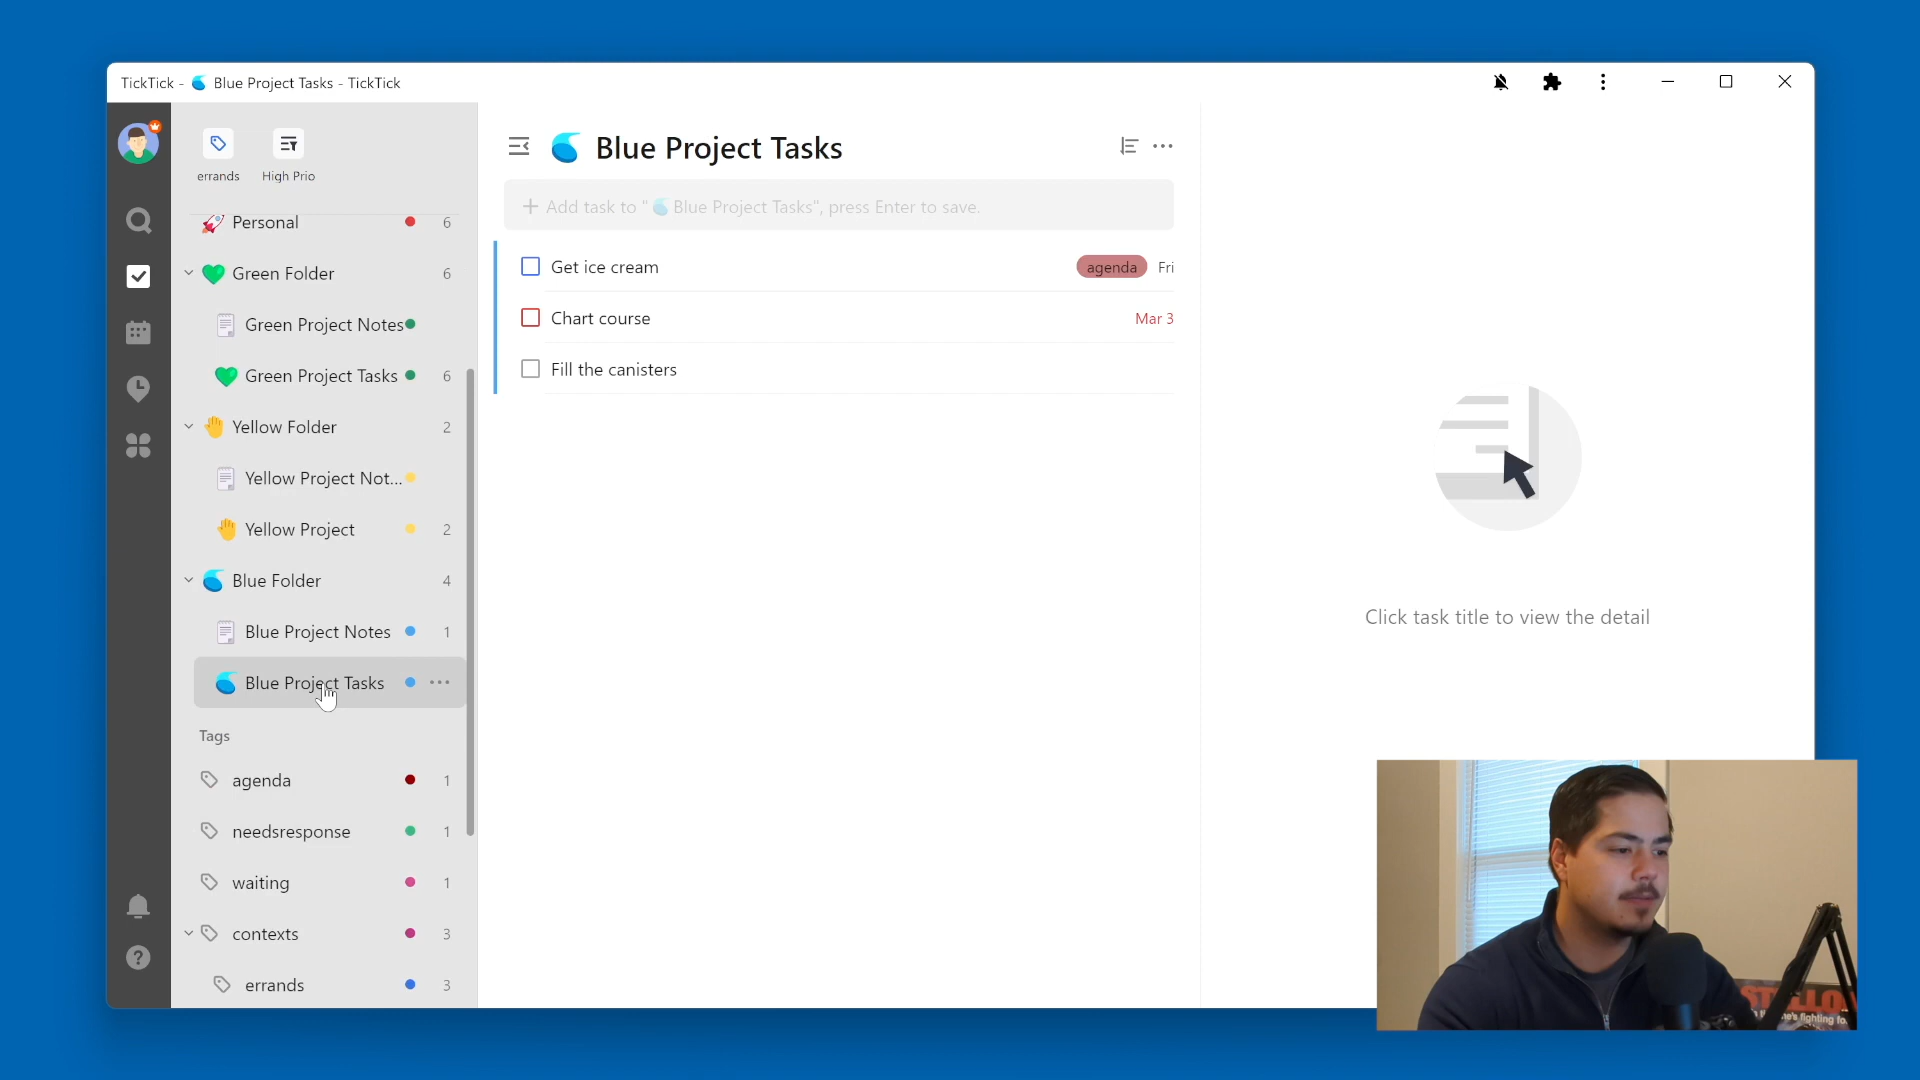 TickTick - Blue Project Tasks - TickTick
errands
High Prio
Personal 6
Green Folder 6
Green Project Notes
Green Project Tasks 6
Yellow Folder 2
Yellow Project Not...
Yellow Project 2
Blue Folder 4
Blue Project Notes 1
Blue Project Tasks
Tags
agenda 1
needsresponse 1
waiting 1
contexts 3
errands 3
Blue Project Tasks
+ Add task to " Blue Project Tasks", press Enter to save.
Get ice cream agenda Fri
Chart course Mar 3
Fill the canisters
Click task title to view the detail